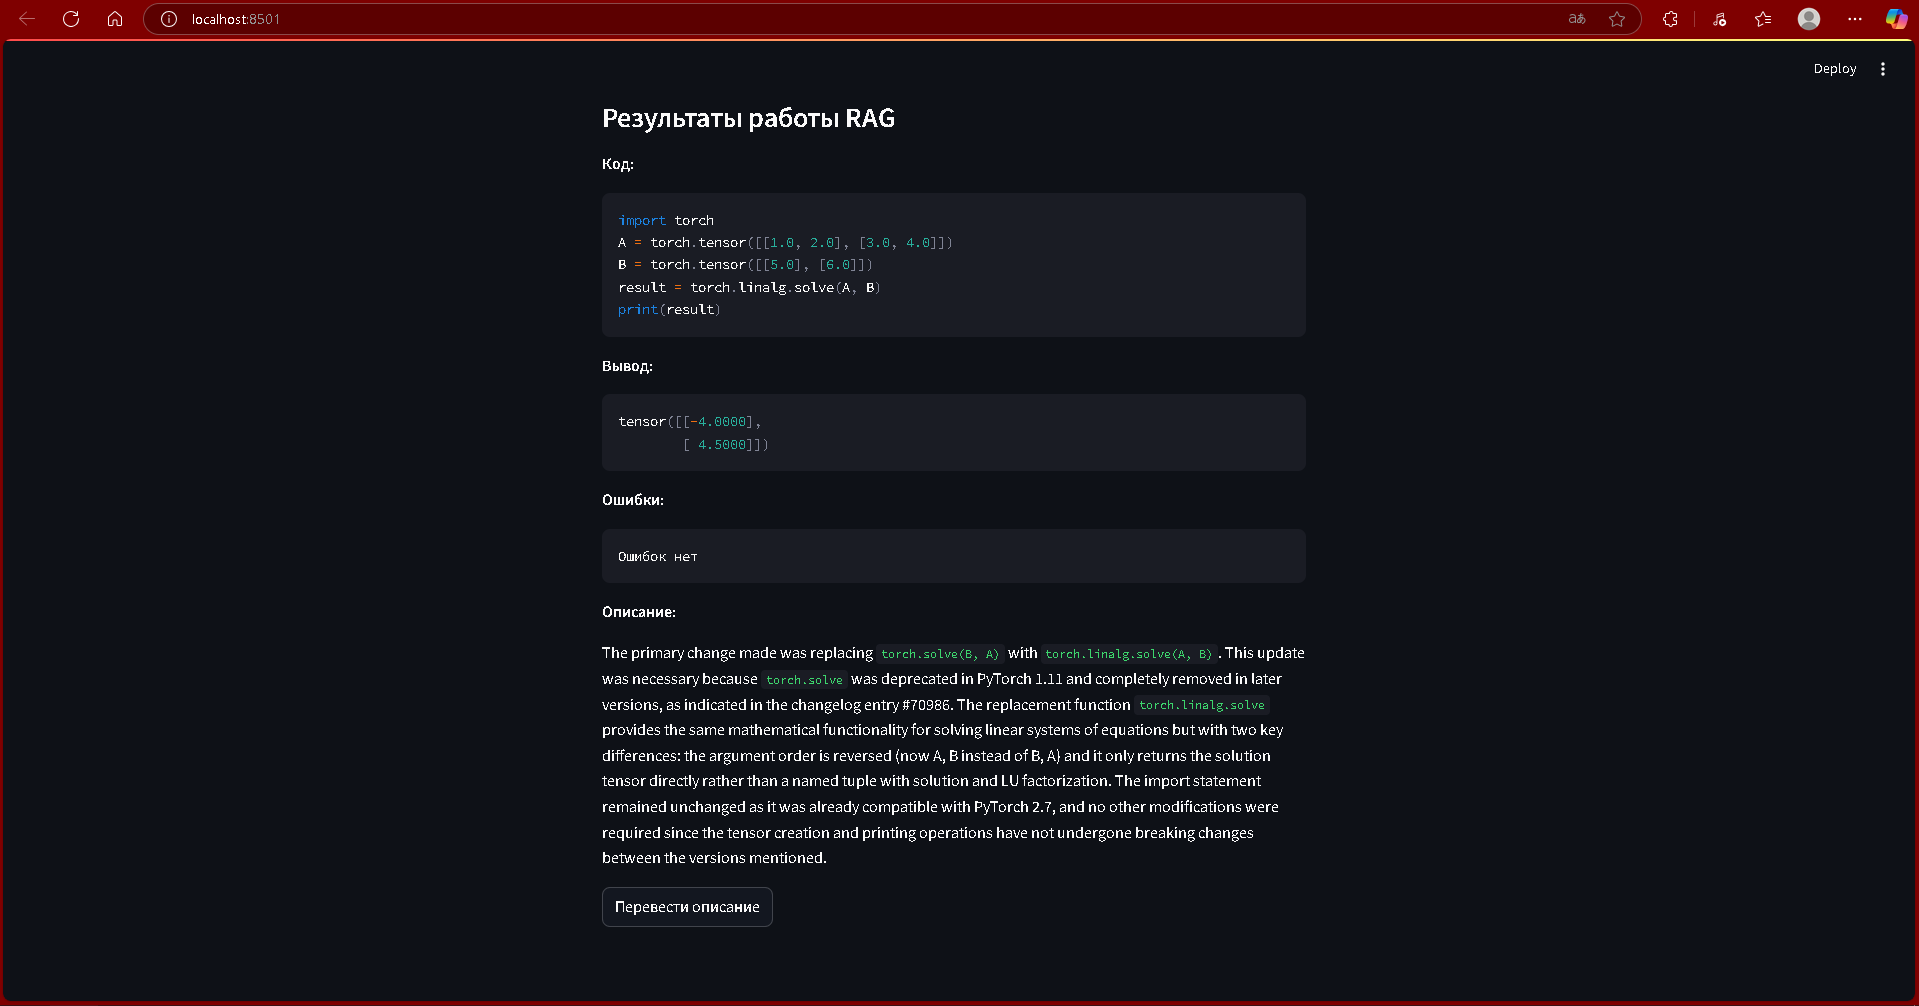 localhost:8501
Deploy
Результаты работы RAG
Код:
import torch
A = torch.tensor([[1.0, 2.0], [3.0, 4.0]])
B = torch.tensor([[5.0], [6.0]])
result = torch.linalg.solve(A, B)
print(result)
Вывод:
tensor([[-4.0000],
        [ 4.5000]])
Ошибки:
Ошибок нет
Описание:
The primary change made was replacing torch.solve(B, A) with torch.linalg.solve(A, B) . This update
was necessary because torch.solve was deprecated in PyTorch 1.11 and completely removed in later
versions, as indicated in the changelog entry #70986. The replacement function torch.linalg.solve
provides the same mathematical functionality for solving linear systems of equations but with two key
differences: the argument order is reversed (now A, B instead of B, A) and it only returns the solution
tensor directly rather than a named tuple with solution and LU factorization. The import statement
remained unchanged as it was already compatible with PyTorch 2.7, and no other modifications were
required since the tensor creation and printing operations have not undergone breaking changes
between the versions mentioned.
Перевести описание